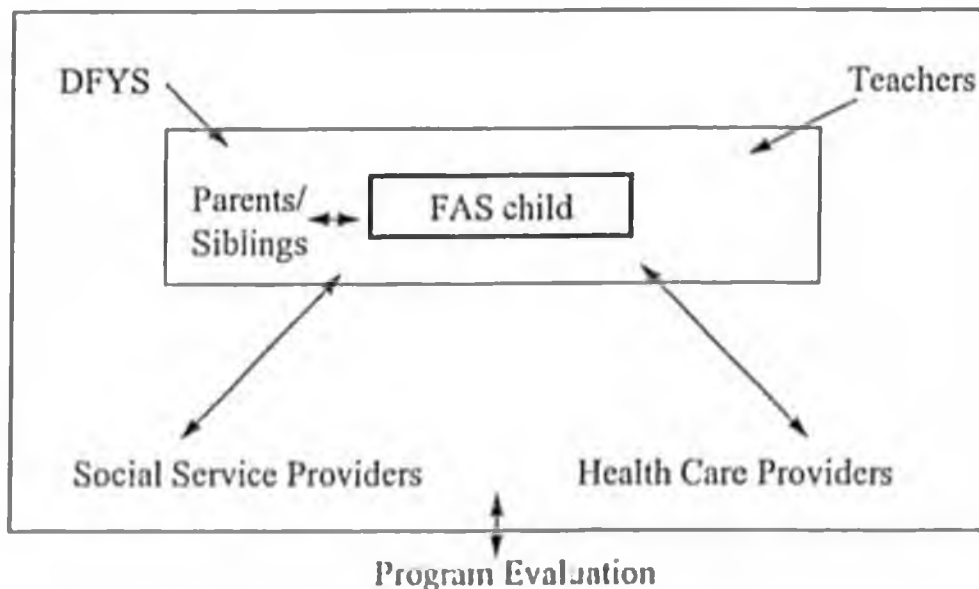 DFYS
Teachers
Parents/
Siblings
FAS child
Social Service Providers
Health Care Providers
Program Evaluation